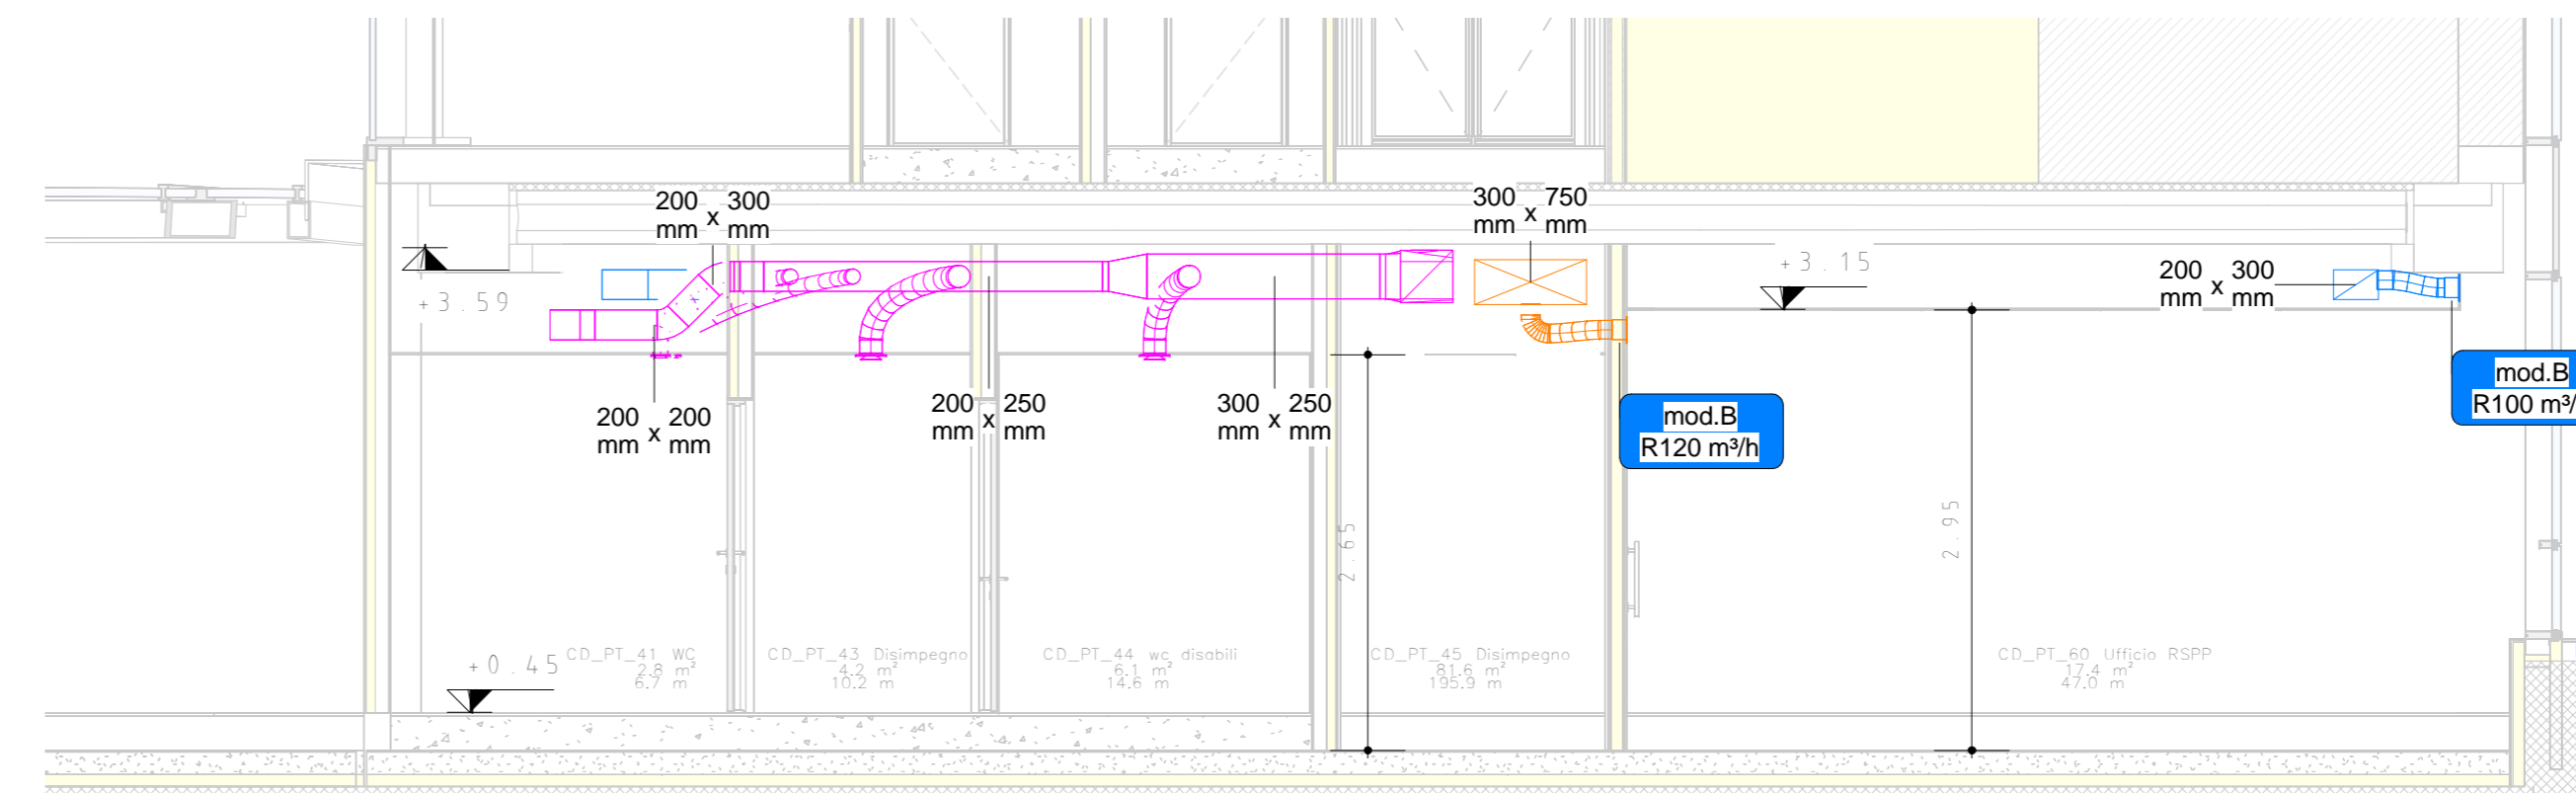 200 mm x 300 mm
300 mm x 750 mm
+3.59
+3.15
200 mm x 300 mm
mod.B
R100 m³/
200 mm x 200 mm
200 mm x 250 mm
300 mm x 250 mm
mod.B
R120 m³/h
2.65
2.95
+0.45
CD_PT_41 WC
2.8 m²
6.7 m
CD_PT_43 Disimpegno
4.2 m²
10.2 m
CD_PT_44 wc disabili
6.1 m²
14.6 m
CD_PT_45 Disimpegno
81.6 m²
195.9 m
CD_PT_60 Ufficio RSPP
17.4 m²
47.0 m